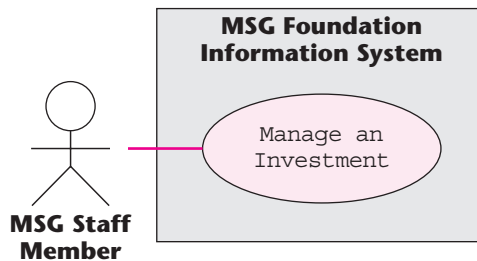 MSG Foundation
Information System
Manage an
Investment
MSG Staff
Member